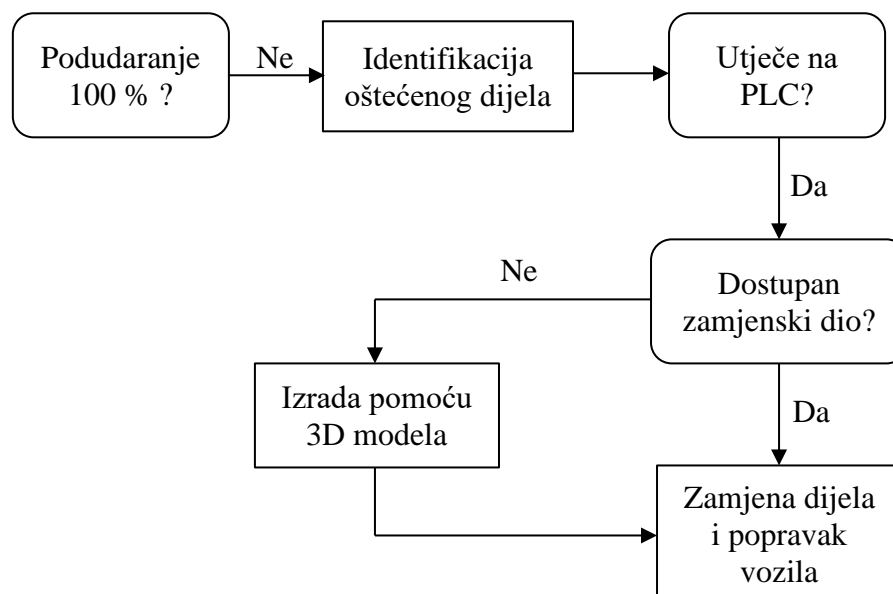 Podudaranje
100 % ?
Ne
Identifikacija
oštećenog dijela
Utječe na
PLC?
Da
Dostupan
zamjenski dio?
Ne
Izrada pomoću
3D modela
Da
Zamjena dijela
i popravak
vozila